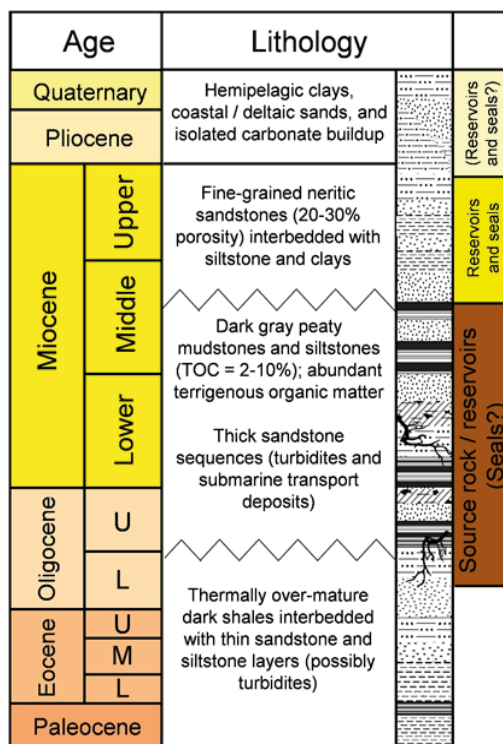 Age
Lithology
Quaternary
Hemipelagic clays,
coastal / deltaic sands, and
isolated carbonate buildup
(Reservoirs
and seals?)
Pliocene
Miocene
Upper
Fine-grained neritic
sandstones (20-30%
porosity) interbedded with
siltstone and clays
Reservoirs
and seals
Middle
Dark gray peaty
mudstones and siltstones
(TOC = 2-10%); abundant
terrigenous organic matter
Lower
Thick sandstone
sequences (turbidites and
submarine transport
deposits)
Source rock / reservoirs
(Seals?)
Oligocene
U
L
Thermally over-mature
dark shales interbedded
with thin sandstone and
siltstone layers (possibly
turbidites)
Eocene
U
M
L
Paleocene